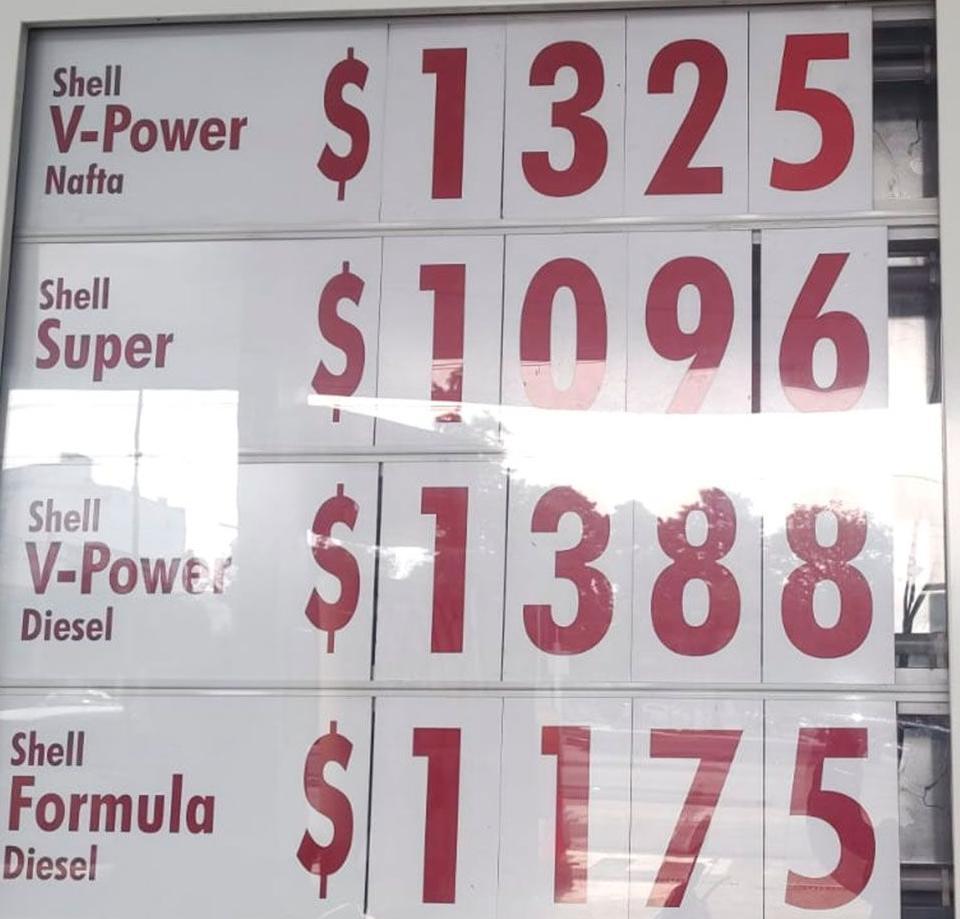 Shell
V-Power
Nafta
$1325
Shell
Super
$1096
Shell
V-Power
Diesel
$1388
Shell
Formula
Diesel
$1175